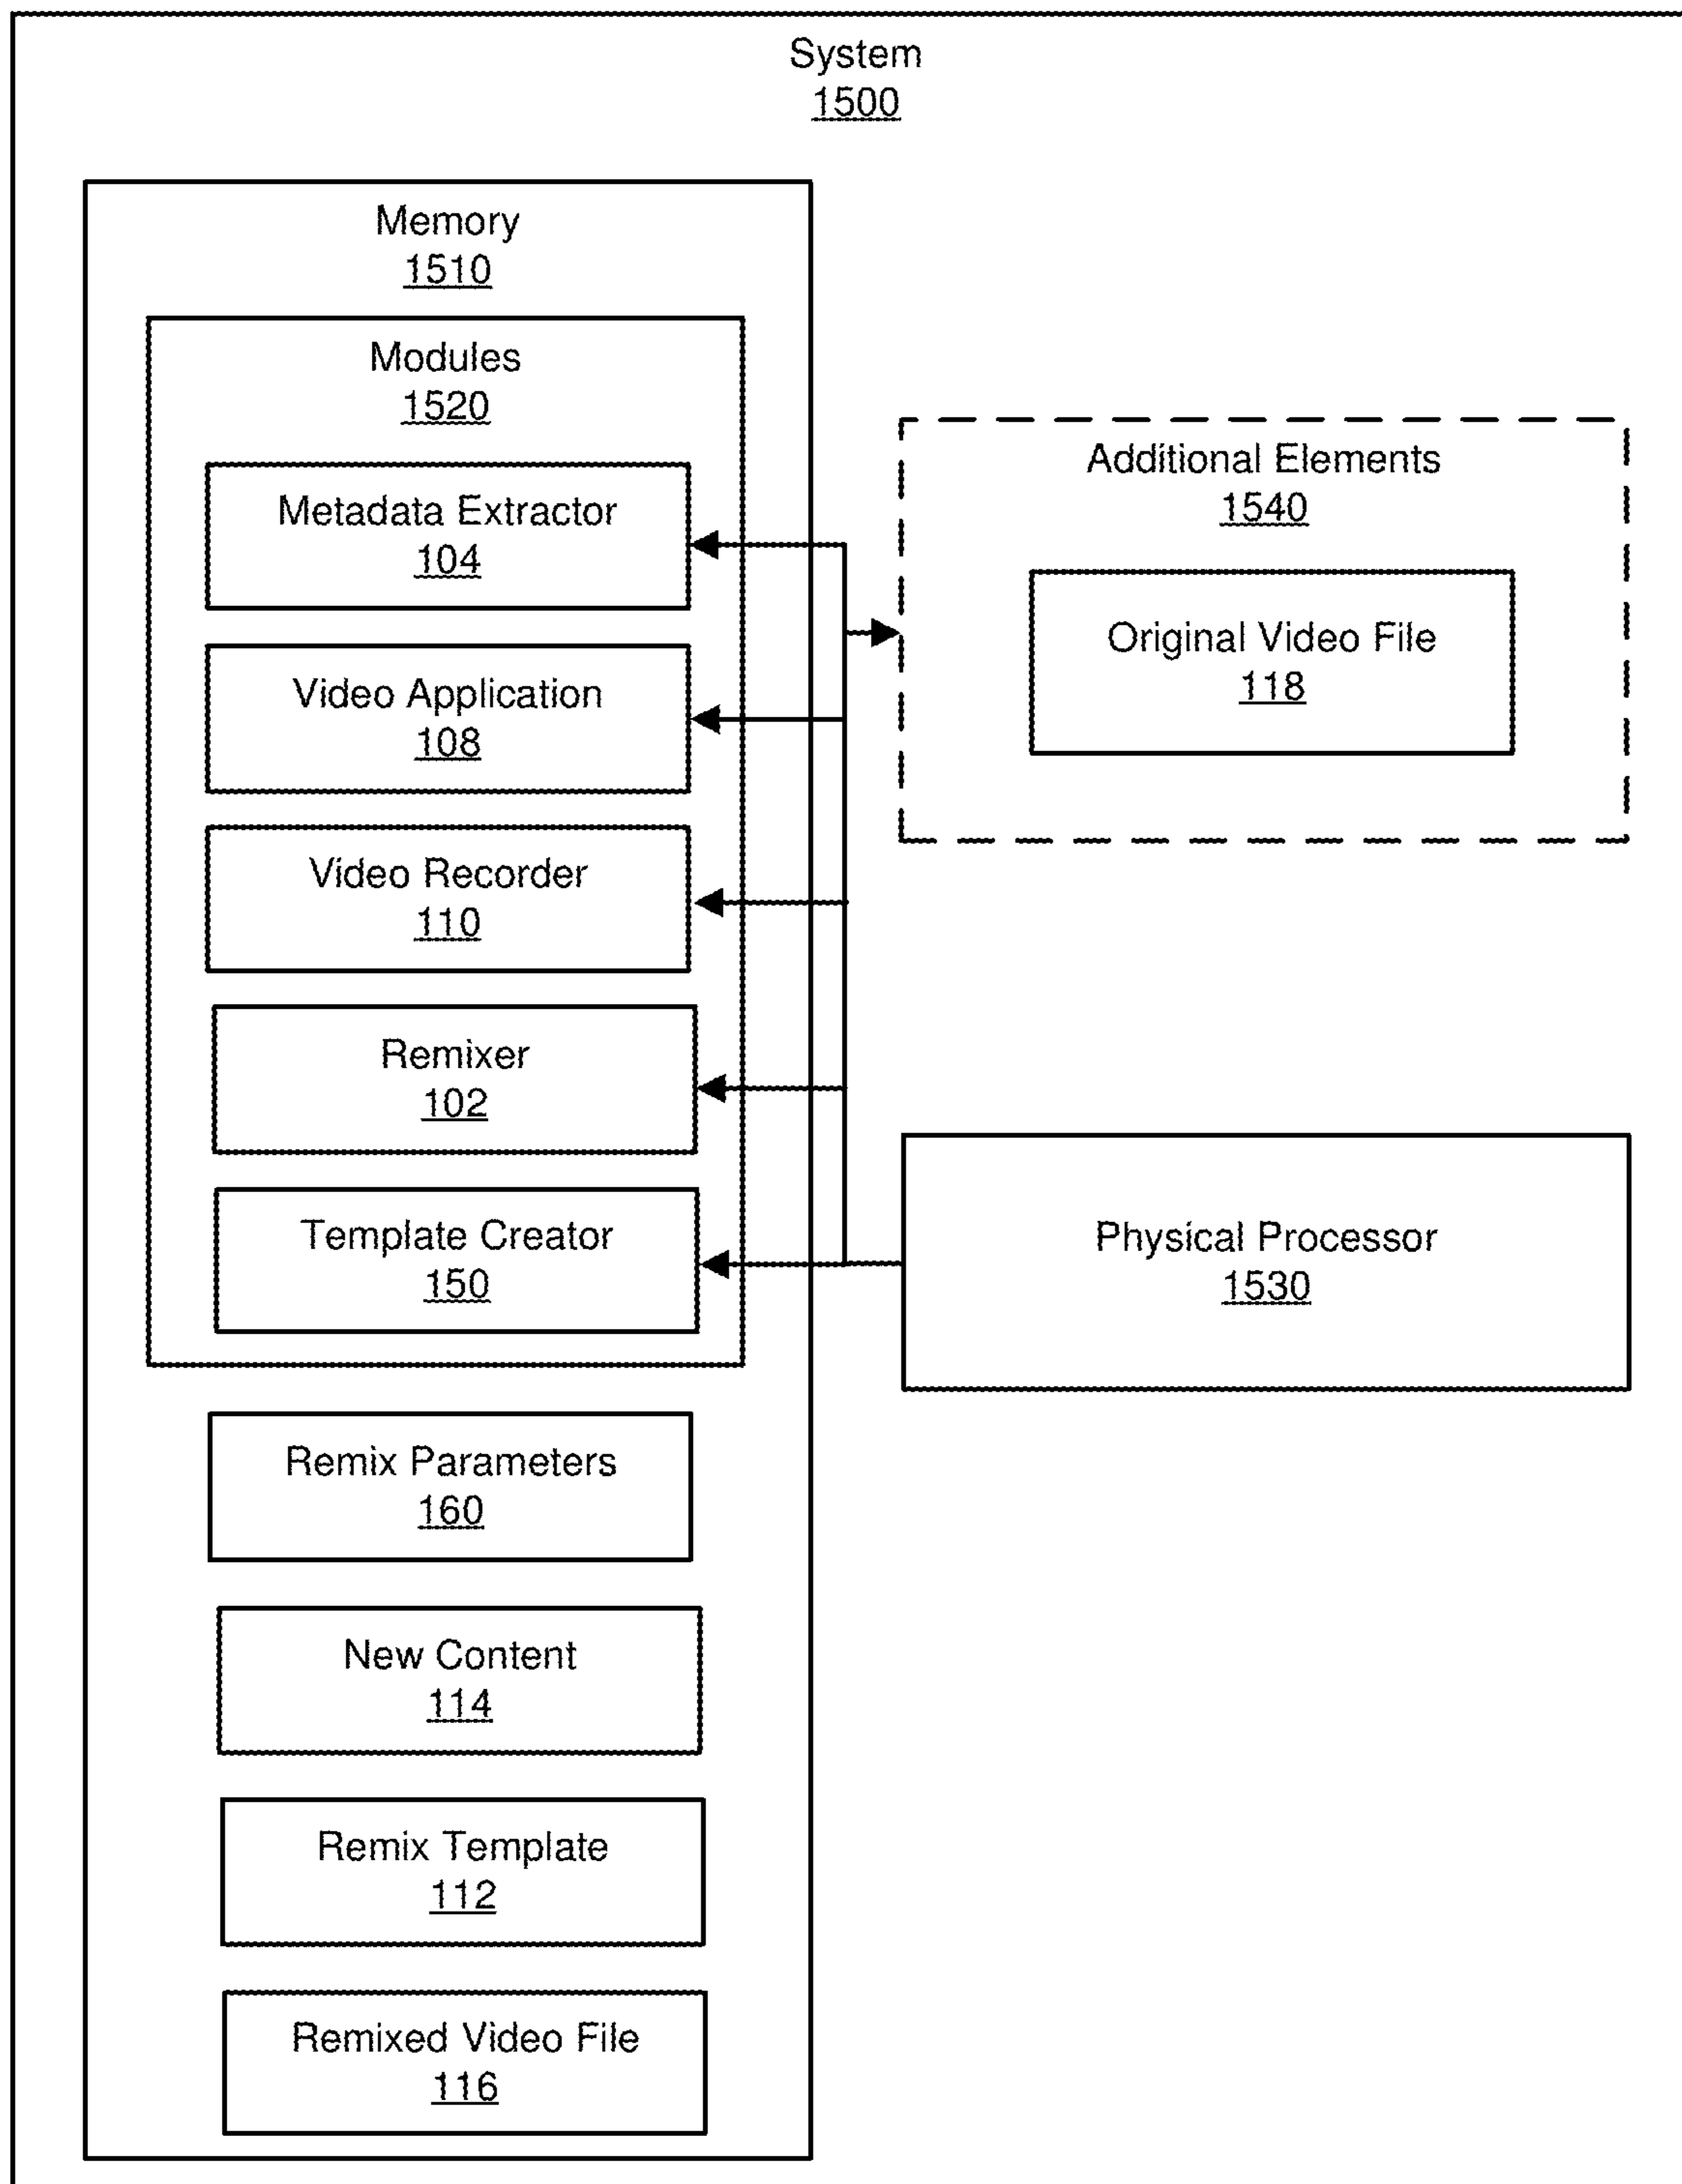 System
1500
Memory
1510
Modules
1520
Metadata Extractor
104
Video Application
108
Video Recorder
110
Remixer
102
Template Creator
150
Remix Parameters
160
New Content
114
Remix Template
112
Remixed Video File
116
Additional Elements
1540
Original Video File
118
Physical Processor
1530